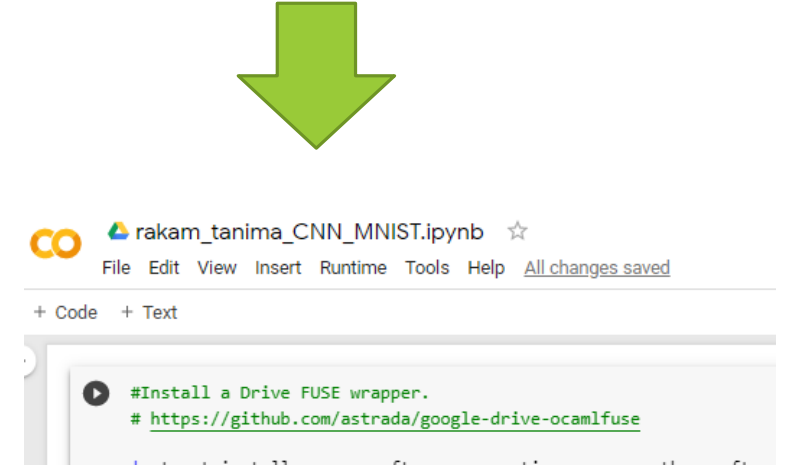 rakam_tanima_CNN_MNIST.ipynb
File Edit View Insert Runtime Tools Help All changes saved
+ Code + Text
#Install a Drive FUSE wrapper.
# https://github.com/astrada/google-drive-ocamlfuse